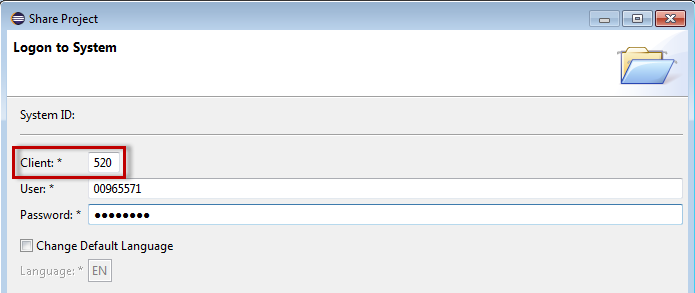 Share Project
Logon to System
System ID:
Client: * 520
User: * 00965571
Password: * ●●●●●●●●
Change Default Language
Language: * EN